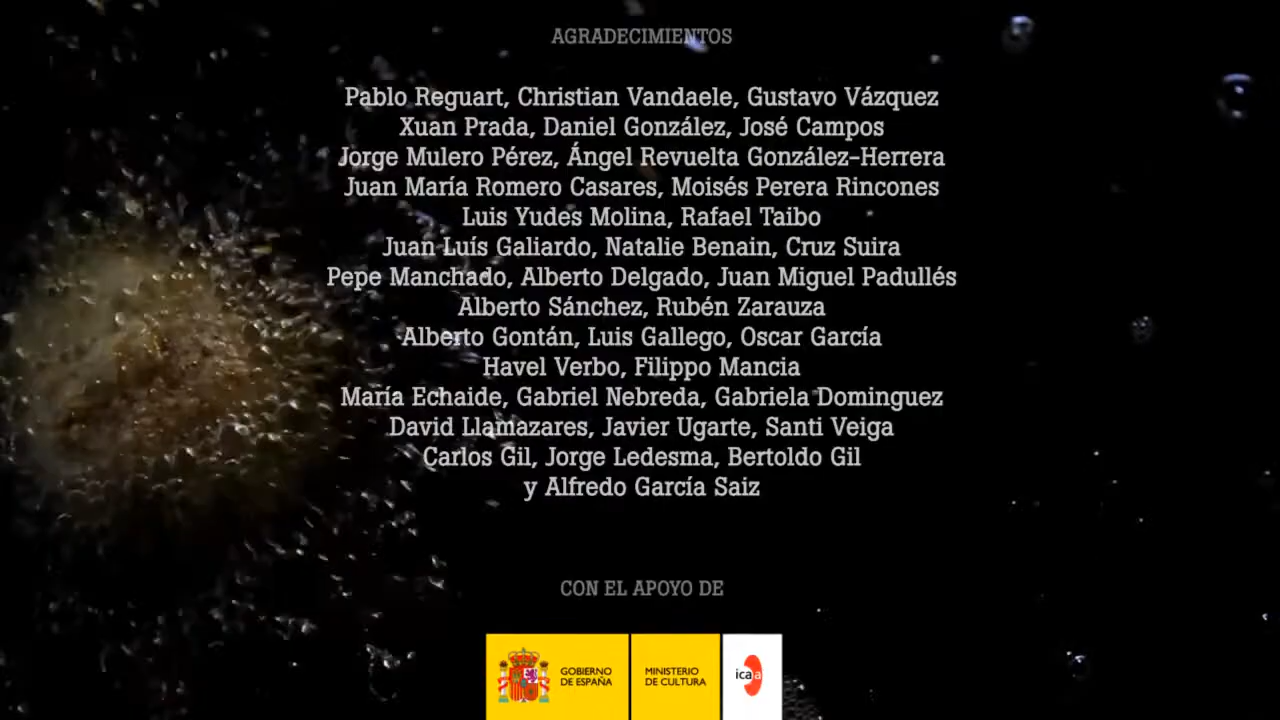 AGRADECIMIENTOS
Pablo Reguart, Christian Vandaele, Gustavo Vázquez
Xuan Prada, Daniel González, José Campos
Jorge Mulero Pérez, Ángel Revuelta González-Herrera
Juan María Romero Casares, Moisés Perera Rincones
Luis Yudes Molina, Rafael Taibo
Juan Luís Galiardo, Natalie Benain, Cruz Suira
Pepe Manchado, Alberto Delgado, Juan Miguel Padullés
Alberto Sánchez, Rubén Zarauza
Alberto Gontán, Luis Gallego, Oscar García
Havel Verbo, Filippo Mancia
María Echaide, Gabriel Nebreda, Gabriela Dominguez
David Llamazares, Javier Ugarte, Santi Veiga
Carlos Gil, Jorge Ledesma, Bertoldo Gil
y Alfredo García Saiz
CON EL APOYO DE
GOBIERNO
DE ESPAÑA
MINISTERIO
DE CULTURA
icaa